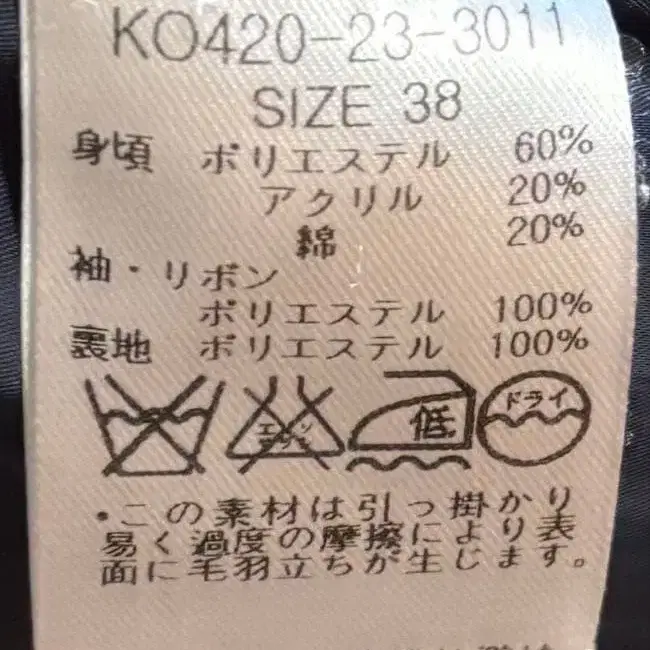 KO420-23-3011
SIZE 38
身頃 ポリエステル 60%
アクリル 20%
綿 20%
袖・リボン
ポリエステル 100%
裏地 ポリエステル 100%
低 ドライ
・この素材は引っ掛かり
易く過度の摩擦により表
面に毛羽立ちが生じます。